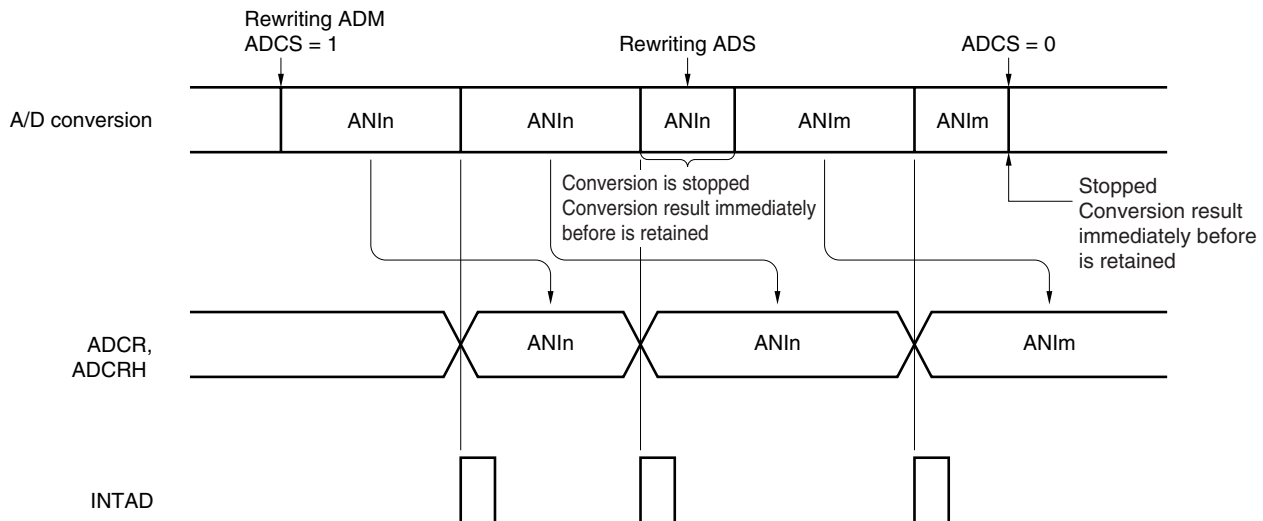 Rewriting ADM
ADCS = 1
Rewriting ADS
ADCS = 0
A/D conversion
ANIn
ANIn
ANIn
ANIm
ANIm
Conversion is stopped
Conversion result immediately
before is retained
Stopped
Conversion result
immediately before
is retained
ADCR,
ADCRH
ANIn
ANIn
ANIm
INTAD